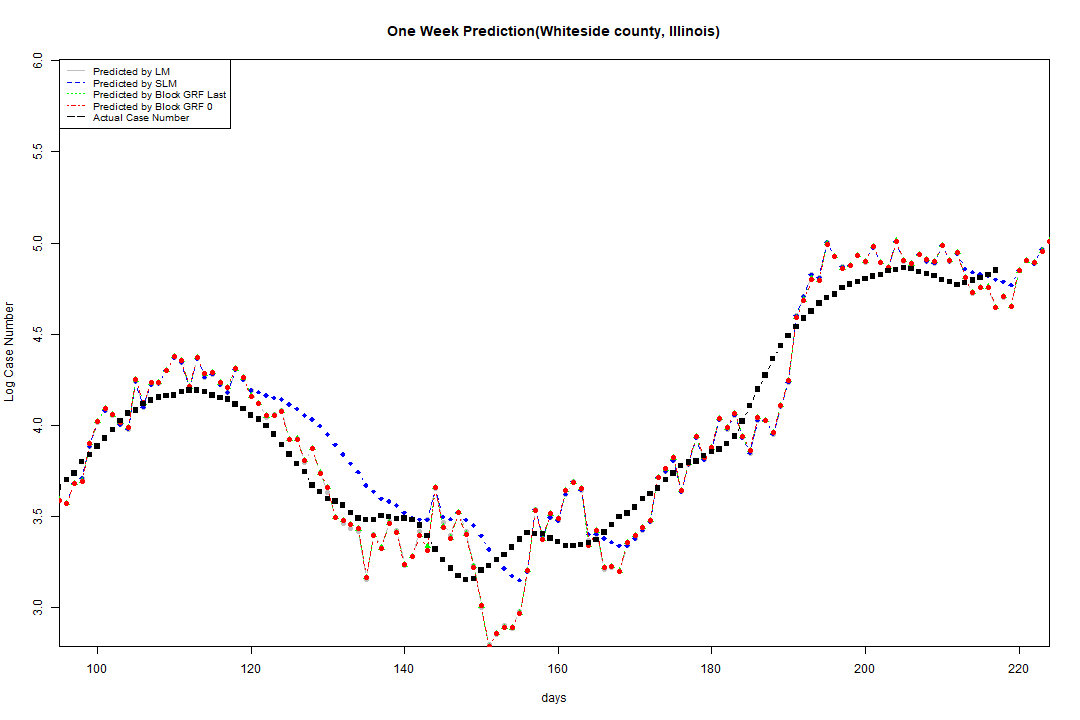 One Week Prediction(Whiteside county, Illinois)
Predicted by LM
Predicted by SLM
Predicted by Block GRF Last
Predicted by Block GRF 0
Actual Case Number
6.0
5.5
5.0
4.5
4.0
3.5
3.0
Log Case Number
100 120 140 160 180 200 220
days